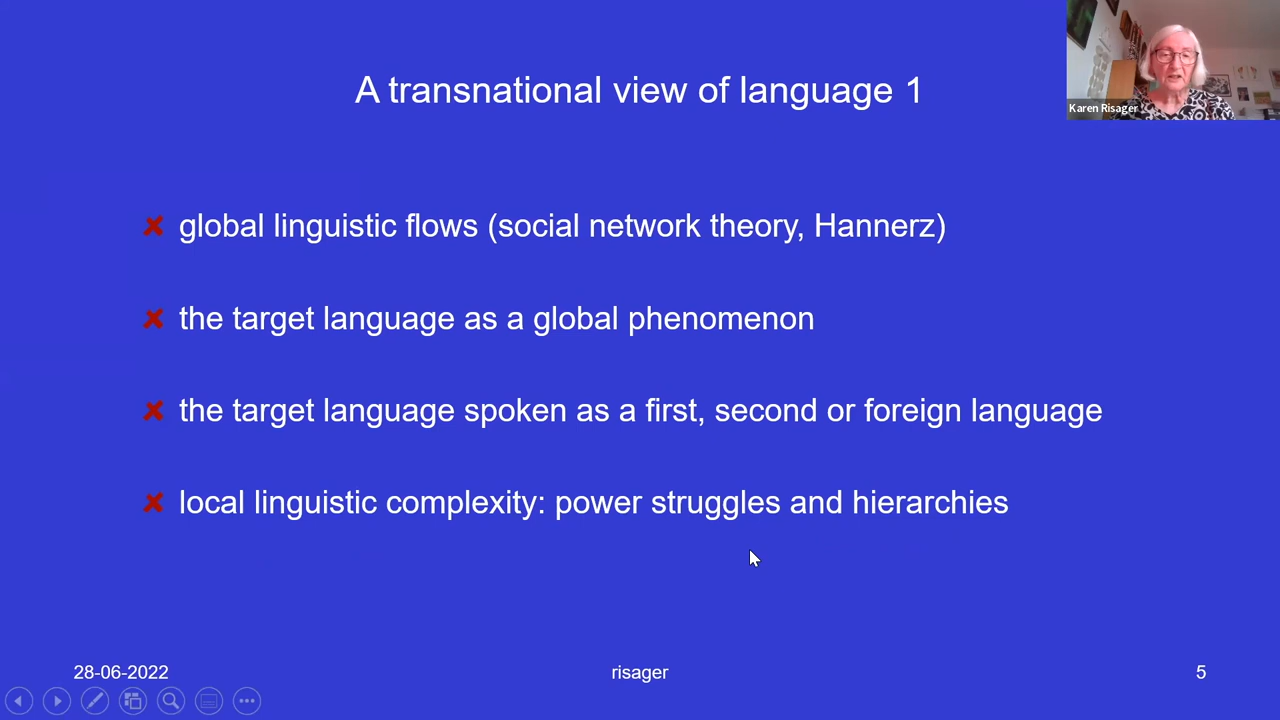 A transnational view of language 1
Karen Risager
global linguistic flows (social network theory, Hannerz)
the target language as a global phenomenon
the target language spoken as a first, second or foreign language
local linguistic complexity: power struggles and hierarchies
28-06-2022
risager
5